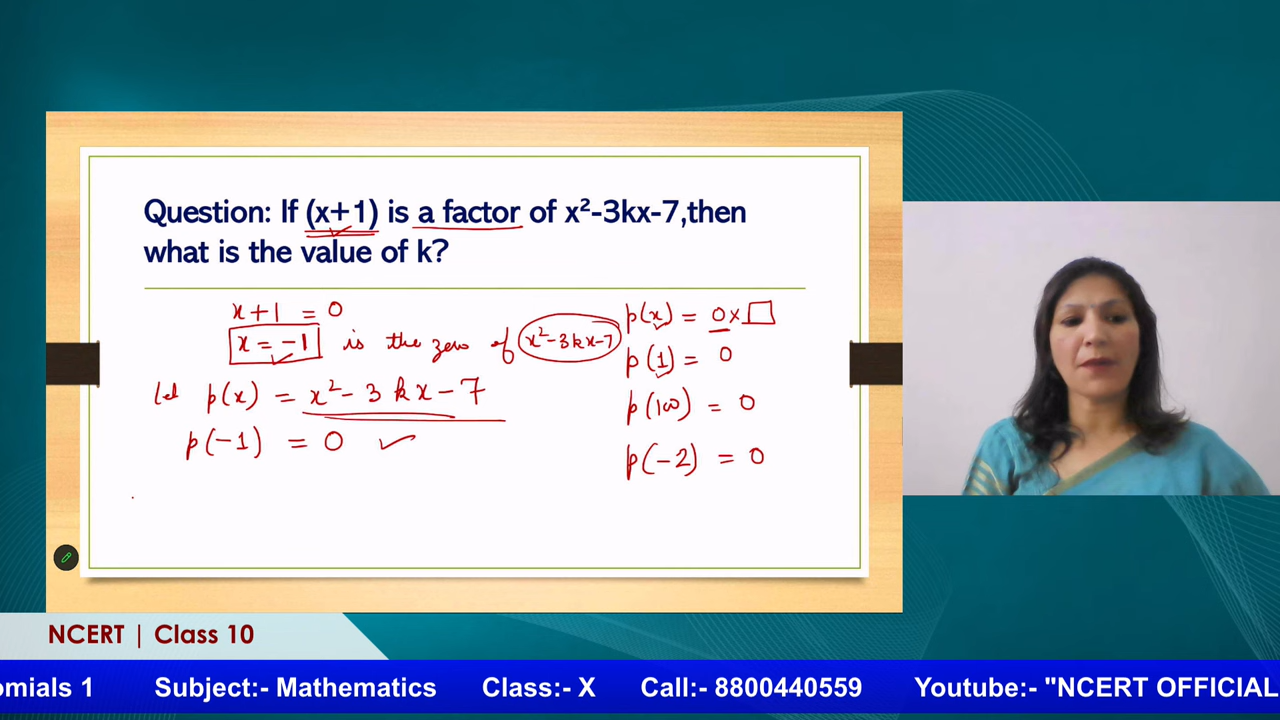 Question: If (x+1) is a factor of x²-3kx-7,then
what is the value of k?
x+1 = 0
x = -1 is the zero of x²-3kx-7
let p(x) = x²-3kx-7
p(-1) = 0 ✓
p(x) = 0×□
p(1) = 0
p(100) = 0
p(-2) = 0
NCERT | Class 10
omials 1 Subject:- Mathematics Class:- X Call:- 8800440559 Youtube:- "NCERT OFFICIAL